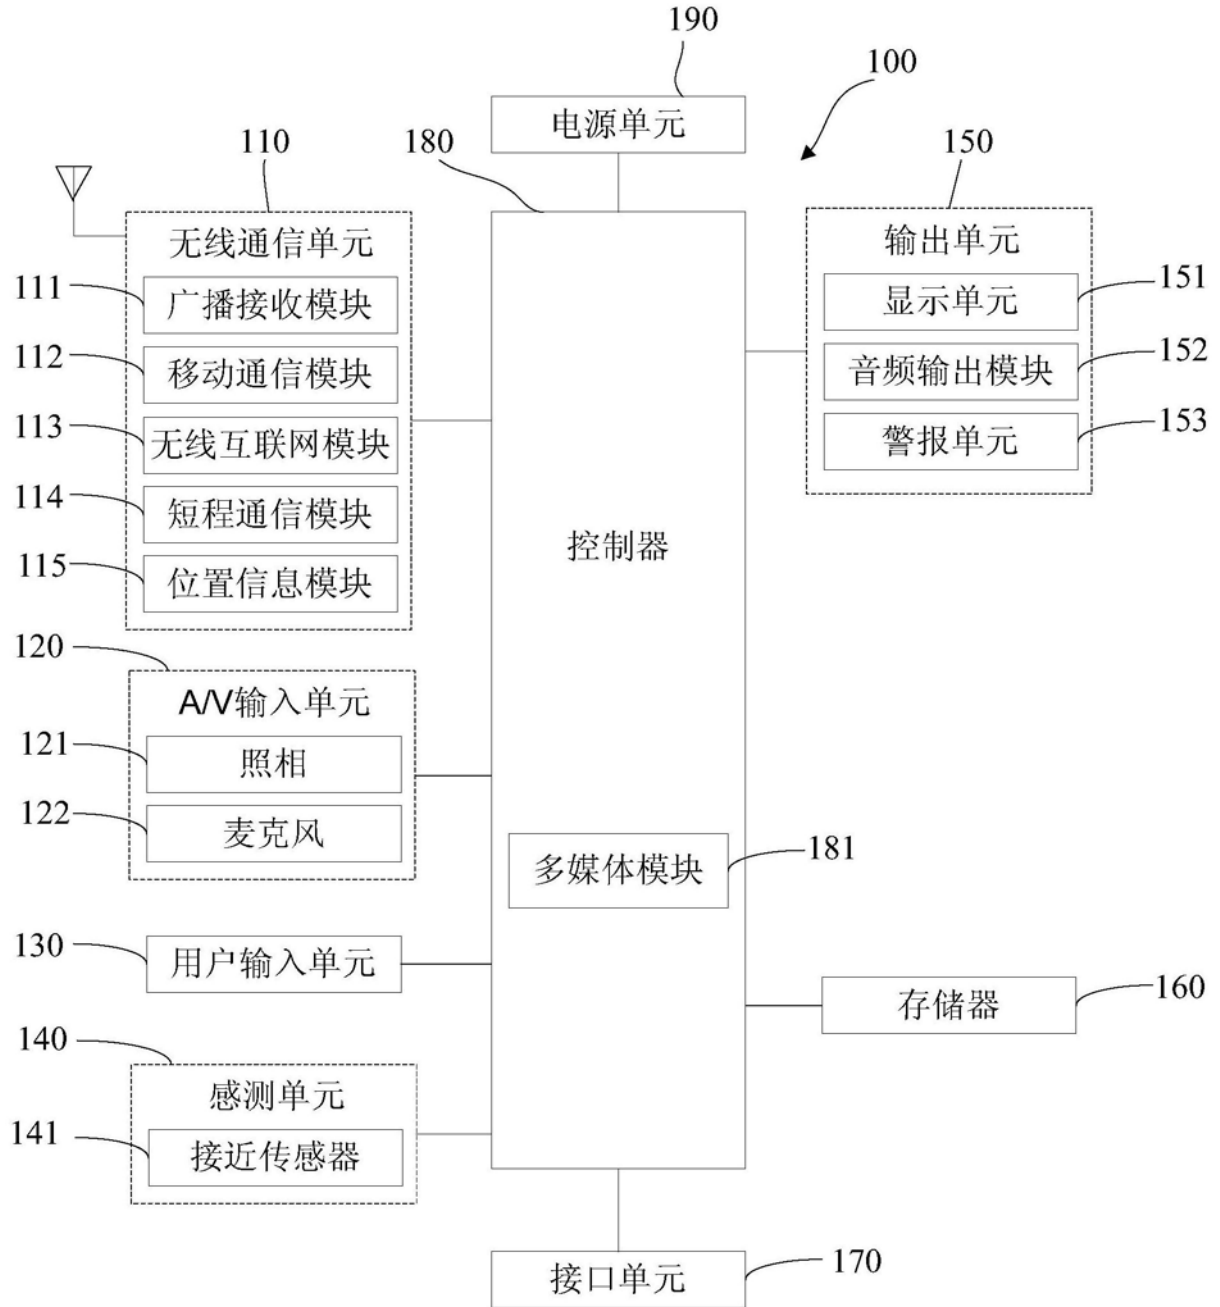 190
100
电源单元
110
180
150
无线通信单元
输出单元
111
广播接收模块
显示单元
151
112
移动通信模块
音频输出模块
152
113
无线互联网模块
警报单元
153
114
短程通信模块
控制器
115
位置信息模块
120
A/V输入单元
121
照相
122
麦克风
多媒体模块
181
130
用户输入单元
存储器
160
140
感测单元
141
接近传感器
接口单元
170